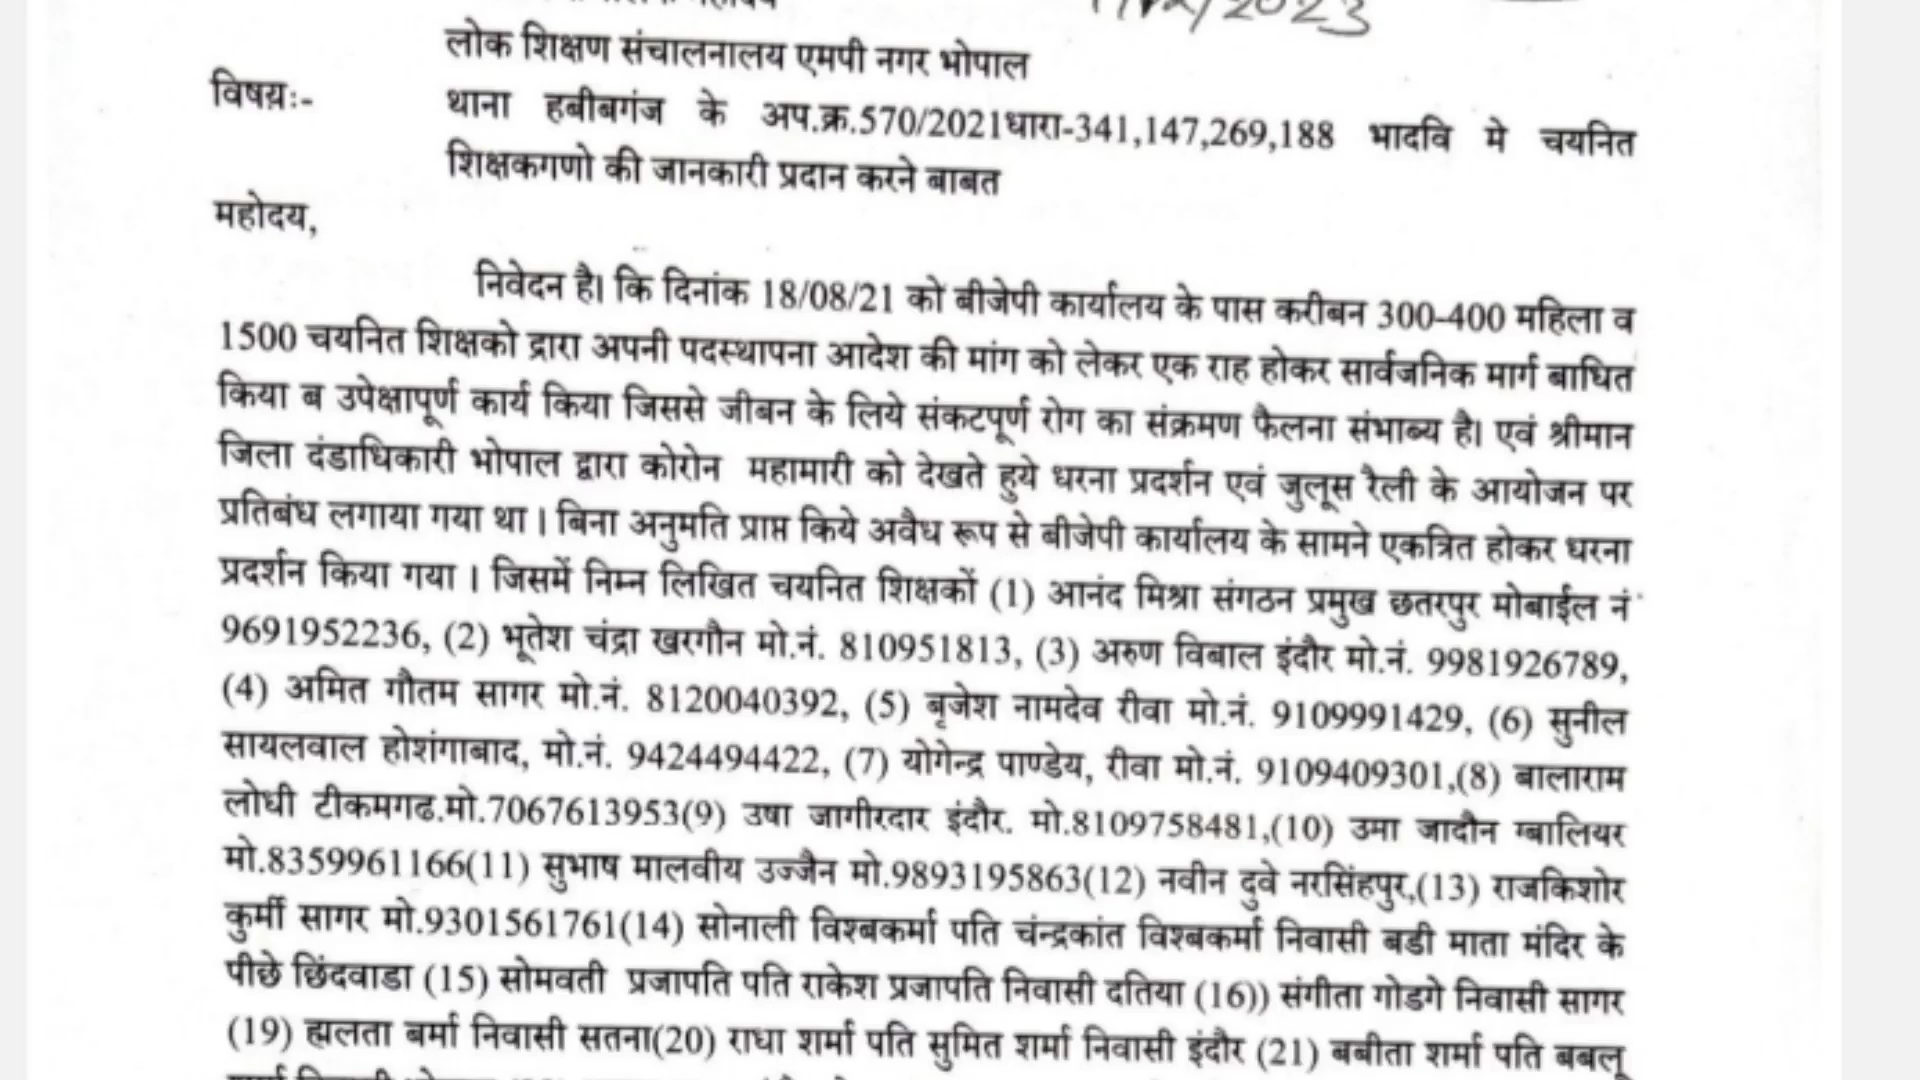 महोदय
/2023
लोक शिक्षण संचालनालय एमपी नगर भोपाल
विषयः- थाना हबीबगंज के अप.क्र.570/2021धारा-341,147,269,188 भादवि मे चयनित
शिक्षकगणो की जानकारी प्रदान करने बाबत
महोदय,
निवेदन है। कि दिनांक 18/08/21 को बीजेपी कार्यालय के पास करीबन 300-400 महिला व
1500 चयनित शिक्षको द्रारा अपनी पदस्थापना आदेश की मांग को लेकर एक राह होकर सार्वजनिक मार्ग बाधित
किया ब उपेक्षापूर्ण कार्य किया जिससे जीबन के लिये संकटपूर्ण रोग का संक्रमण फैलना संभाब्य है। एवं श्रीमान
जिला दंडाधिकारी भोपाल द्वारा कोरोन महामारी को देखते हुये धरना प्रदर्शन एवं जुलूस रैली के आयोजन पर
प्रतिबंध लगाया गया था । बिना अनुमति प्राप्त किये अवैध रूप से बीजेपी कार्यालय के सामने एकत्रित होकर धरना
प्रदर्शन किया गया । जिसमें निम्न लिखित चयनित शिक्षकों (1) आनंद मिश्रा संगठन प्रमुख छतरपुर मोबाईल नं
9691952236, (2) भूतेश चंद्रा खरगौन मो.नं. 810951813, (3) अरुण विबाल इंदौर मो.नं. 9981926789,
(4) अमित गौतम सागर मो.नं. 8120040392, (5) बृजेश नामदेव रीवा मो.नं. 9109991429, (6) सुनील
सायलवाल होशंगाबाद, मो.नं. 9424494422, (7) योगेन्द्र पाण्डेय, रीवा मो.नं. 9109409301,(8) बालाराम
लोधी टीकमगढ.मो.7067613953(9) उषा जागीरदार इंदौर. मो.8109758481,(10) उमा जादौन ग्बालियर
मो.8359961166(11) सुभाष मालवीय उज्जैन मो.9893195863(12) नवीन दुवे नरसिंहपुर,(13) राजकिशोर
कुर्मी सागर मो.9301561761(14) सोनाली विश्बकर्मा पति चंन्द्रकांत विश्बकर्मा निवासी बडी माता मंदिर के
पीछे छिंदवाडा (15) सोमवती प्रजापति पति राकेश प्रजापति निवासी दतिया (16)) संगीता गोडगे निवासी सागर
(19) ह्मलता बर्मा निवासी सतना(20) राधा शर्मा पति सुमित शर्मा निवासी इंदौर (21) बबीता शर्मा पति बबलू